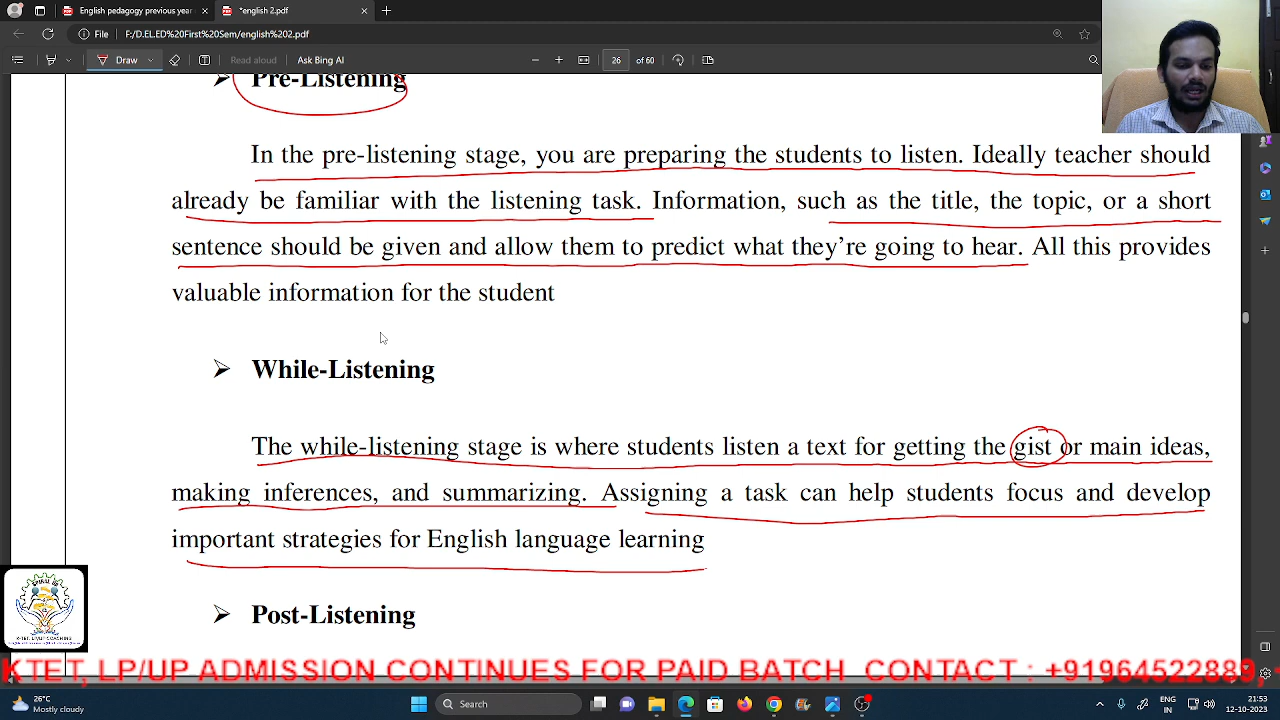 English pedagogy previous year
*english 2.pdf
File
F:/D.EL.ED%20First%20Sem/english%202.pdf
Draw
Read aloud
Ask Bing AI
26 of 60
Pre-Listening
In the pre-listening stage, you are preparing the students to listen. Ideally teacher should
already be familiar with the listening task. Information, such as the title, the topic, or a short
sentence should be given and allow them to predict what they're going to hear. All this provides
valuable information for the student
While-Listening
The while-listening stage is where students listen a text for getting the gist or main ideas,
making inferences, and summarizing. Assigning a task can help students focus and develop
important strategies for English language learning
Post-Listening
K-TET, LP/UP COACHING
KTET, LP/UP ADMISSION CONTINUES FOR PAID BATCH CONTACT : +91964522889,
26°C
Mostly cloudy
Search
ENG
IN
21:53
12-10-2023